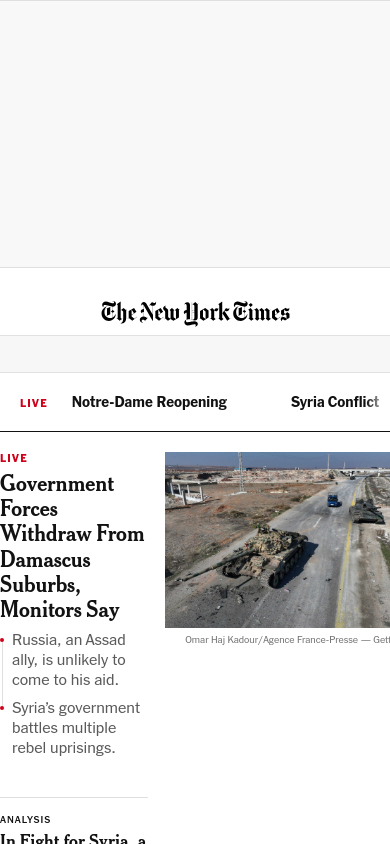 The New York Times
LIVE
Notre-Dame Reopening
Syria Conflict
LIVE
Government
Forces
Withdraw From
Damascus
Suburbs,
Monitors Say
Russia, an Assad
ally, is unlikely to
come to his aid.
Syria’s government
battles multiple
rebel uprisings.
Omar Haj Kadour/Agence France-Presse —
ANALYSIS
In Fight for Syria, a